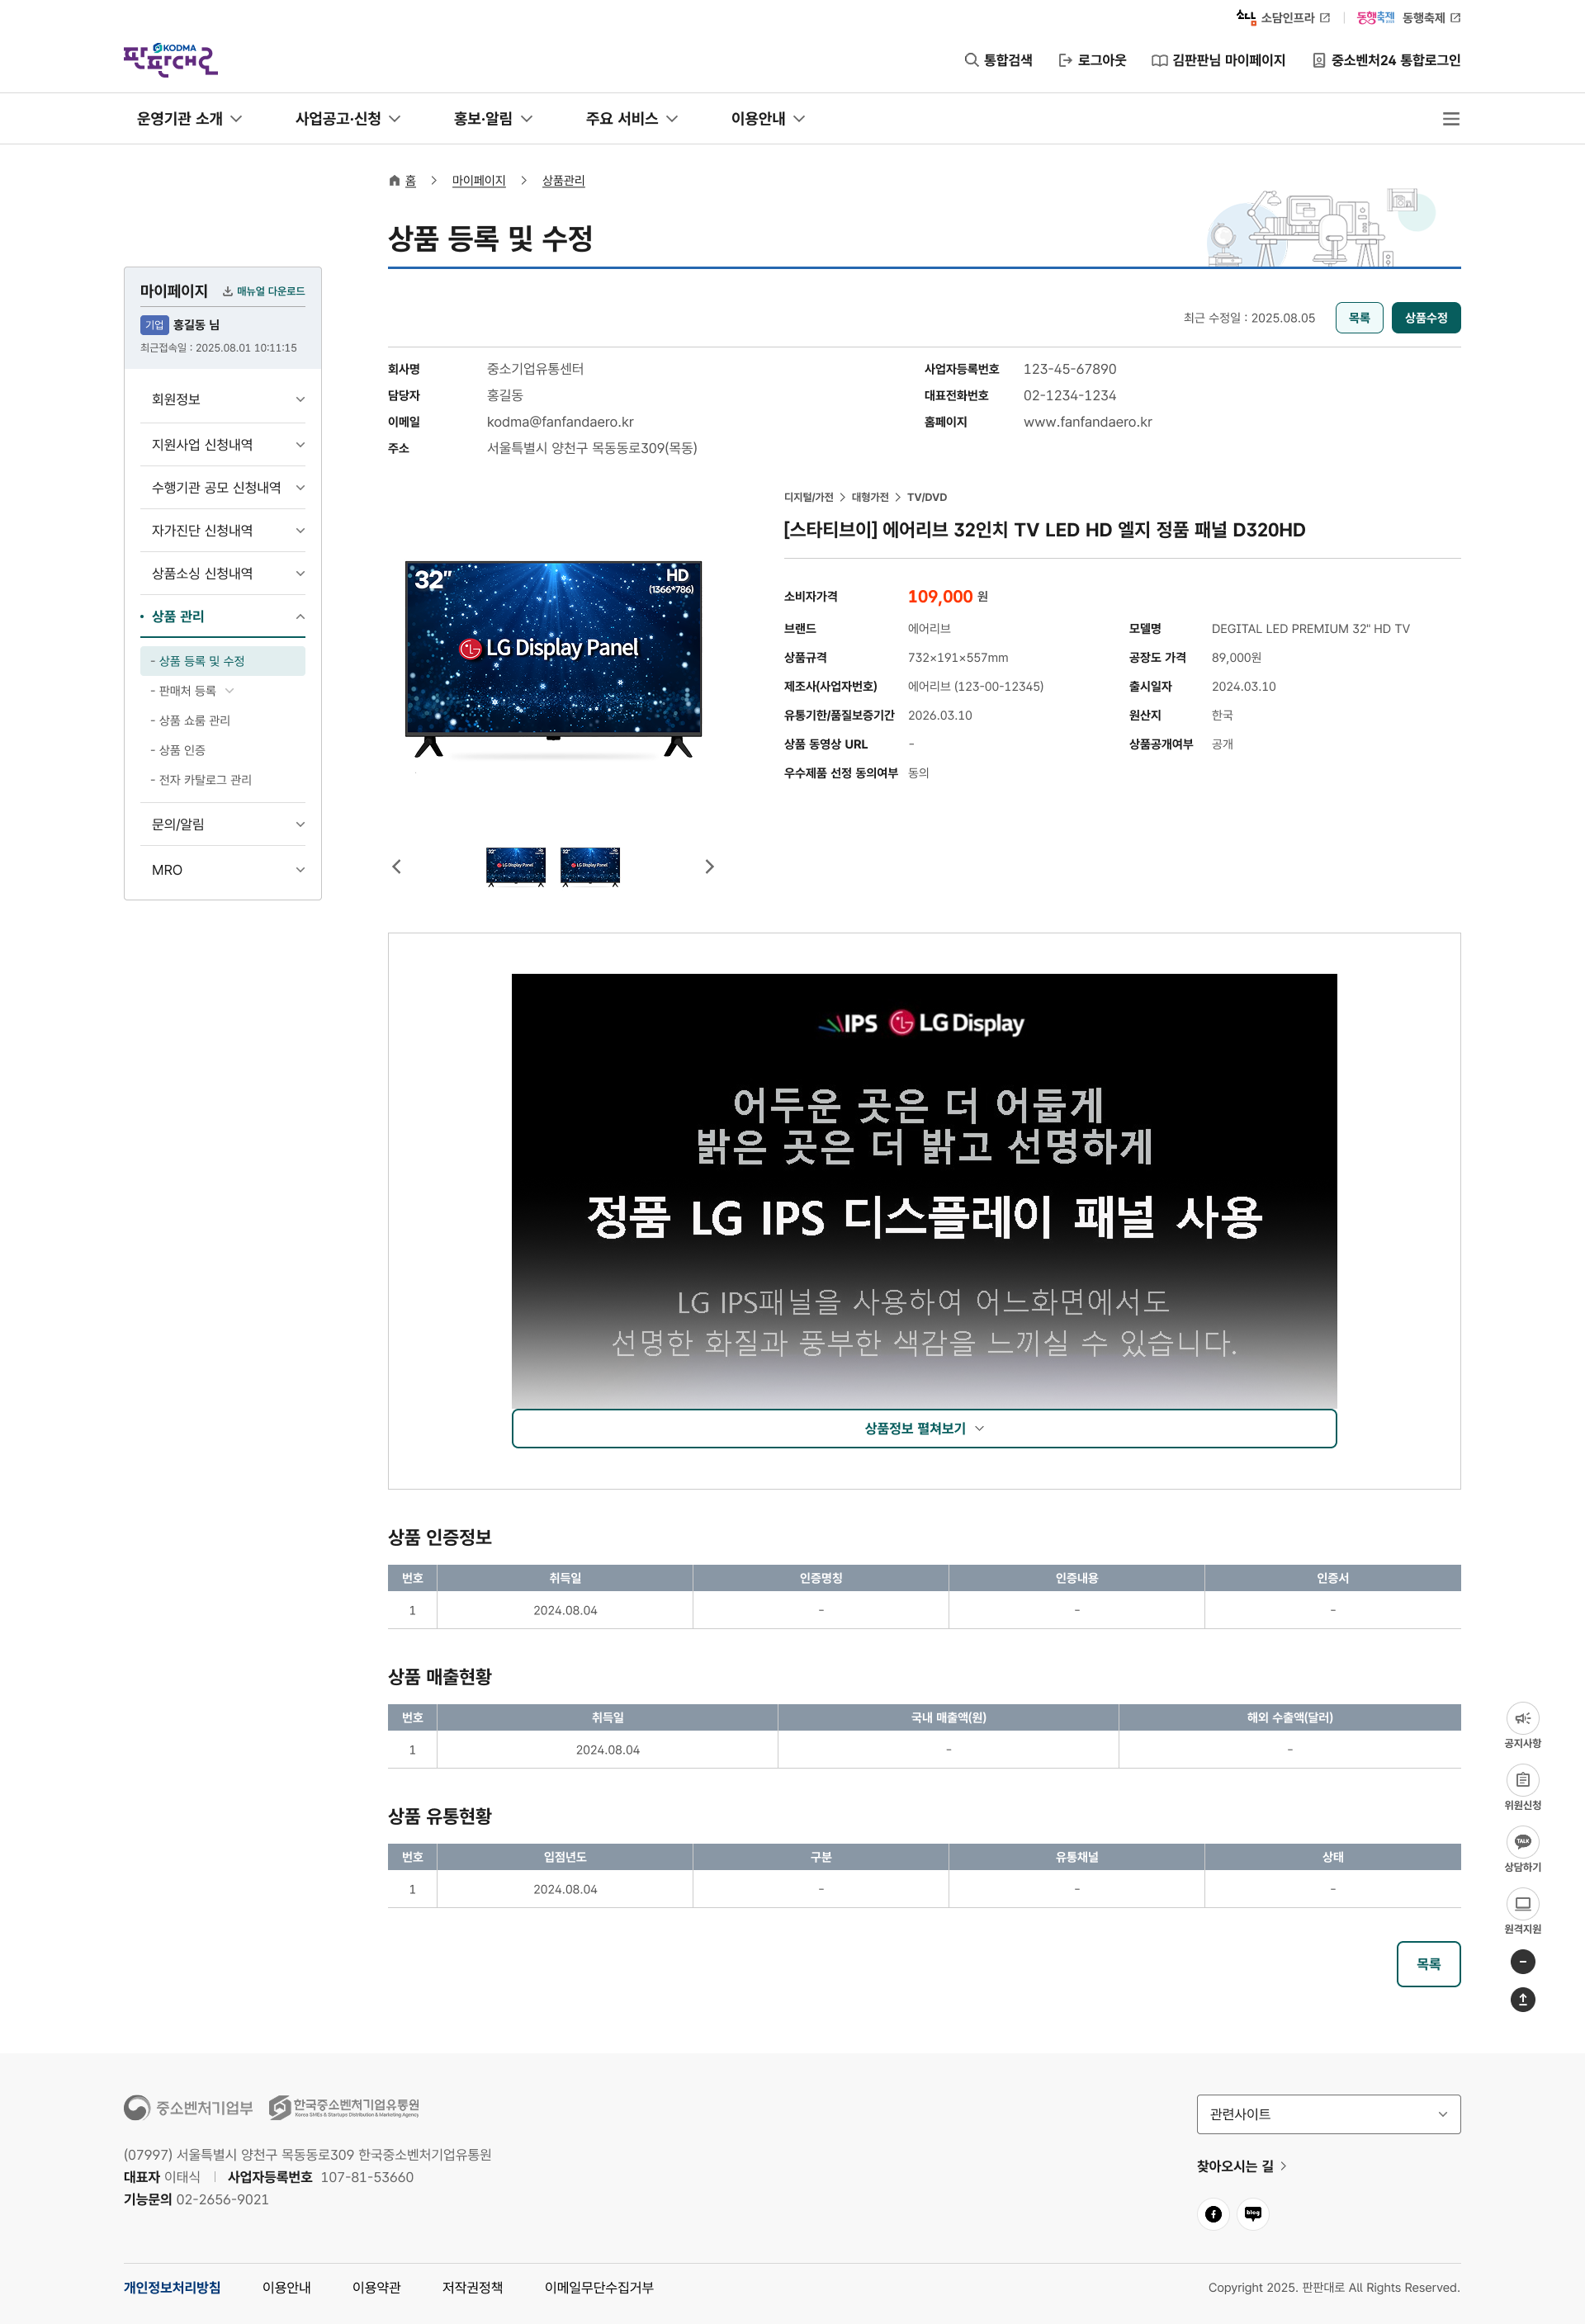 소담 소담인프라
동행축제 동행축제
KODMA
판판대로
통합검색
로그아웃
김판판님 마이페이지
중소벤처24 통합로그인
운영기관 소개
사업공고·신청
홍보·알림
주요 서비스
이용안내
홈
마이페이지
상품관리
상품 등록 및 수정
마이페이지
매뉴얼 다운로드
기업 홍길동 님
최근접속일 : 2025.08.01 10:11:15
회원정보
지원사업 신청내역
수행기관 공모 신청내역
자가진단 신청내역
상품소싱 신청내역
• 상품 관리
- 상품 등록 및 수정
- 판매처 등록
- 상품 쇼룸 관리
- 상품 인증
- 전자 카탈로그 관리
문의/알림
MRO
최근 수정일 : 2025.08.05
목록
상품수정
회사명 중소기업유통센터
사업자등록번호 123-45-67890
담당자 홍길동
대표전화번호 02-1234-1234
이메일 kodma@fanfandaero.kr
홈페이지 www.fanfandaero.kr
주소 서울특별시 양천구 목동동로309(목동)
32"
HD
(1366*786)
LG Display Panel
디지털/가전 > 대형가전 > TV/DVD
[스타티브이] 에어리브 32인치 TV LED HD 엘지 정품 패널 D320HD
소비자가격 109,000 원
브랜드 에어리브
모델명 DEGITAL LED PREMIUM 32" HD TV
상품규격 732×191×557mm
공장도 가격 89,000원
제조사(사업자번호) 에어리브 (123-00-12345)
출시일자 2024.03.10
유통기한/품질보증기간 2026.03.10
원산지 한국
상품 동영상 URL -
상품공개여부 공개
우수제품 선정 동의여부 동의
32" LG Display Panel
32" LG Display Panel
IPS LG Display
어두운 곳은 더 어둡게
밝은 곳은 더 밝고 선명하게
정품 LG IPS 디스플레이 패널 사용
LG IPS패널을 사용하여 어느화면에서도
선명한 화질과 풍부한 색감을 느끼실 수 있습니다.
상품정보 펼쳐보기
상품 인증정보
번호 취득일 인증명칭 인증내용 인증서
1 2024.08.04 - - -
상품 매출현황
번호 취득일 국내 매출액(원) 해외 수출액(달러)
1 2024.08.04 - -
상품 유통현황
번호 입점년도 구분 유통채널 상태
1 2024.08.04 - - -
목록
공지사항
위원신청
TALK
상담하기
원격지원
중소벤처기업부
한국중소벤처기업유통원
Korea SMEs & Startups Distribution & Marketing Agency
관련사이트
(07997) 서울특별시 양천구 목동동로309 한국중소벤처기업유통원
대표자 이태식 | 사업자등록번호 107-81-53660
기능문의 02-2656-9021
찾아오시는 길
blog
개인정보처리방침
이용안내
이용약관
저작권정책
이메일무단수집거부
Copyright 2025. 판판대로 All Rights Reserved.